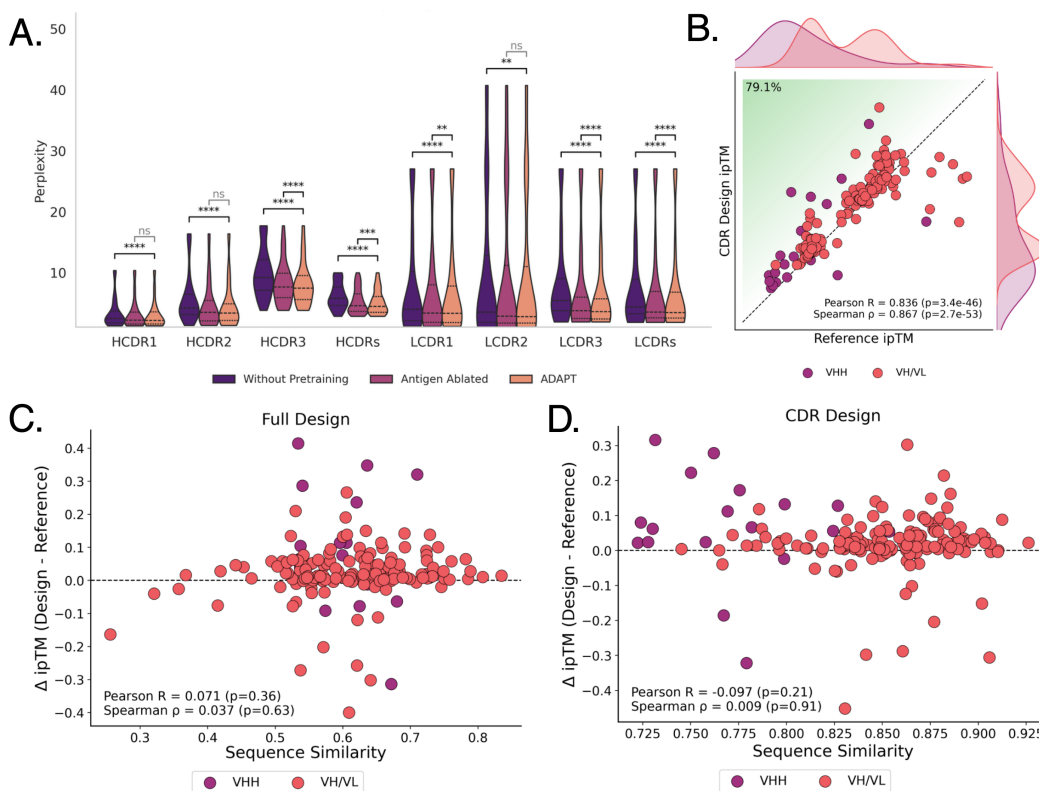 A.
50
40
30
20
10
Perplexity
ns
****
ns
****
****
****
***
****
**
****
ns
**
****
****
****
****
HCDR1 HCDR2 HCDR3 HCDRs LCDR1 LCDR2 LCDR3 LCDRs
Without Pretraining Antigen Ablated ADAPT
B.
79.1%
CDR Design ipTM
Pearson R = 0.836 (p=3.4e-46)
Spearman ρ = 0.867 (p=2.7e-53)
Reference ipTM
VHH VH/VL
C.
Full Design
0.4
0.3
0.2
0.1
0.0
−0.1
−0.2
−0.3
−0.4
Δ ipTM (Design - Reference)
Pearson R = 0.071 (p=0.36)
Spearman ρ = 0.037 (p=0.63)
0.3 0.4 0.5 0.6 0.7 0.8
Sequence Similarity
VHH VH/VL
D.
CDR Design
0.3
0.2
0.1
0.0
−0.1
−0.2
−0.3
−0.4
Δ ipTM (Design - Reference)
Pearson R = -0.097 (p=0.21)
Spearman ρ = 0.009 (p=0.91)
0.725 0.750 0.775 0.800 0.825 0.850 0.875 0.900 0.925
Sequence Similarity
VHH VH/VL